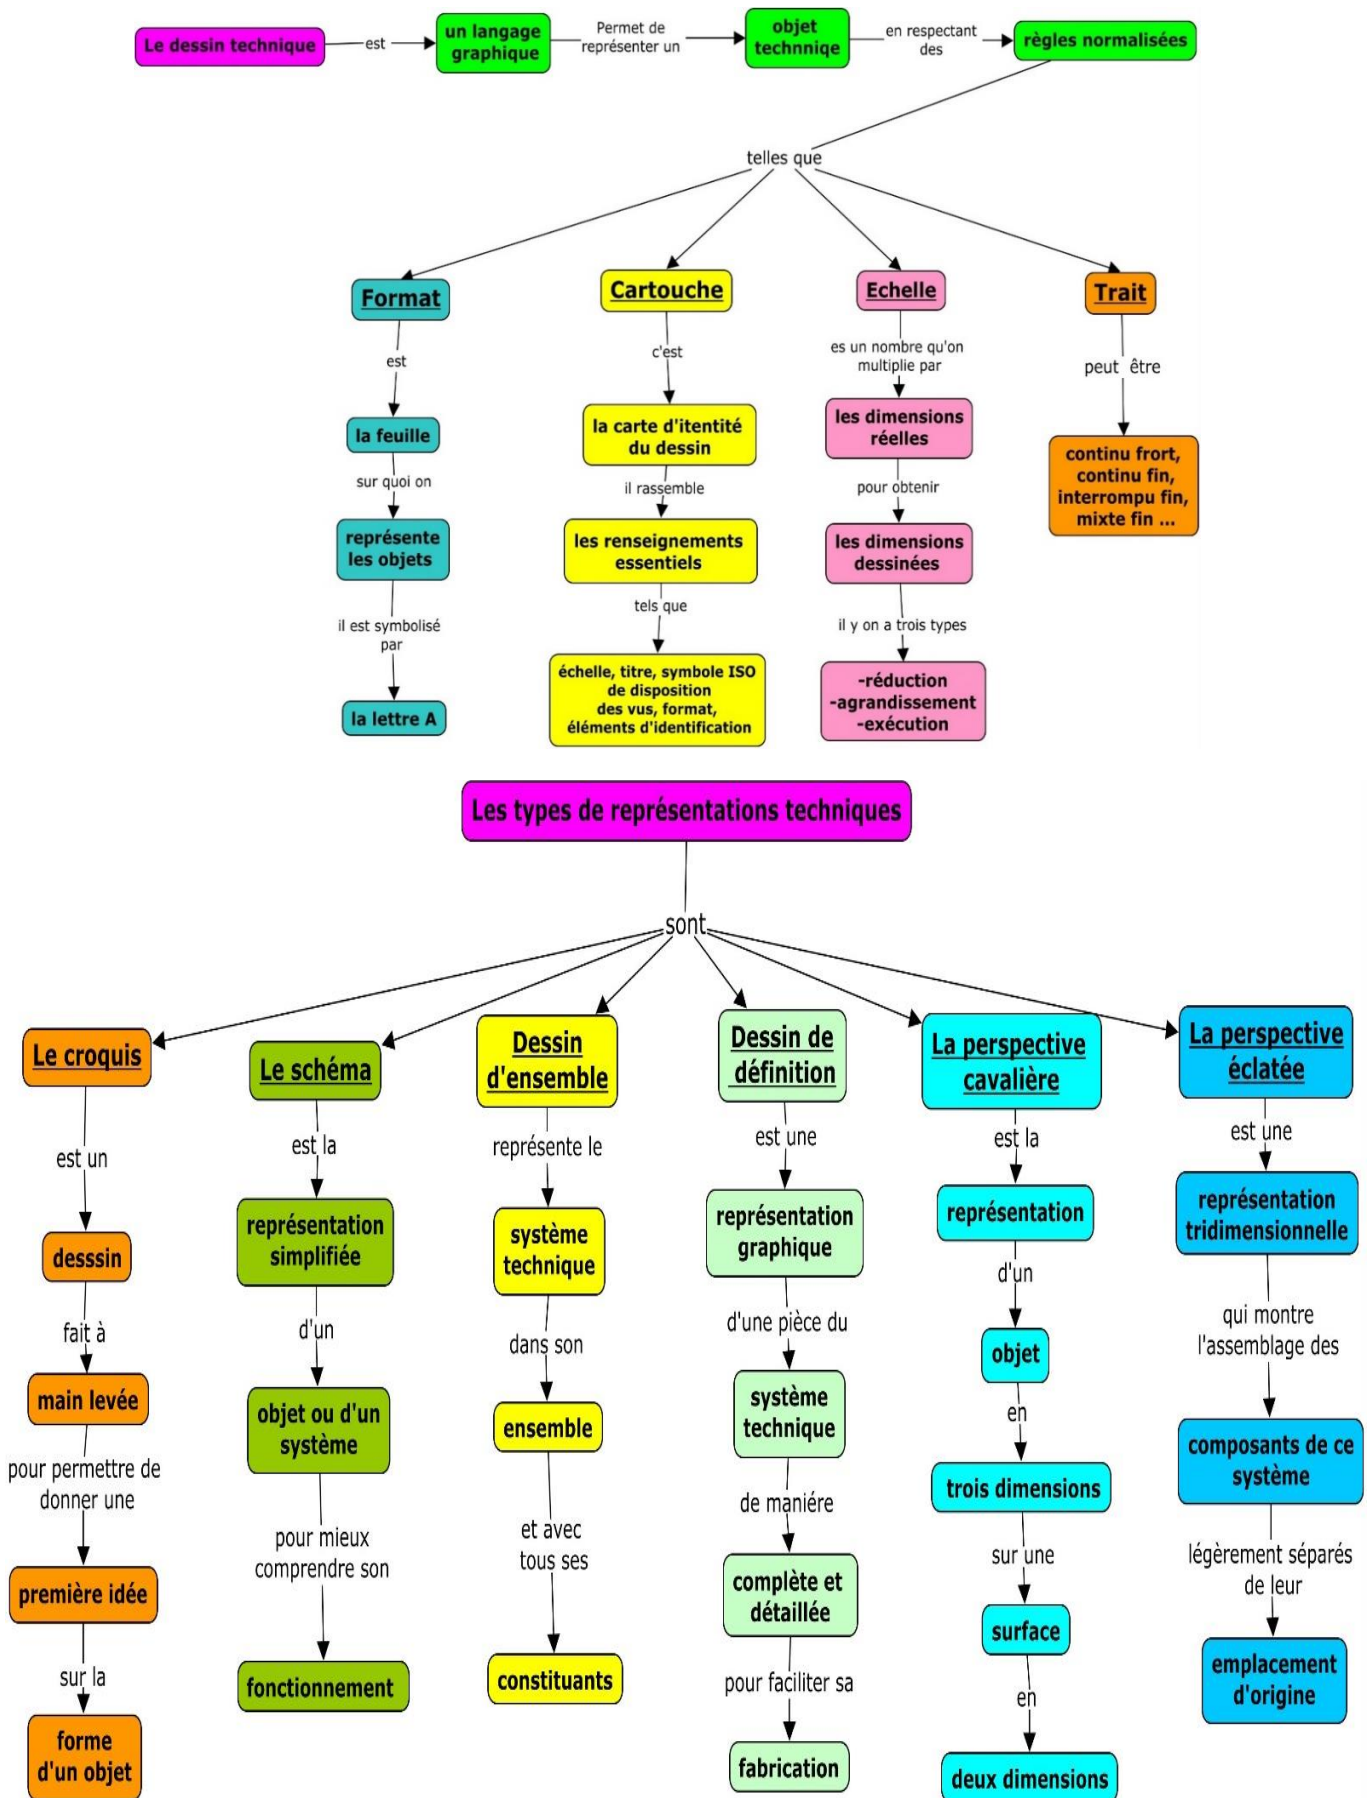 Le dessin technique
est
un langage
graphique
Permet de
représenter un
objet
technniqe
en respectant
des
règles normalisées
telles que
Format
est
la feuille
sur quoi on
représente
les objets
il est symbolisé
par
la lettre A
Cartouche
c'est
la carte d'itentité
du dessin
il rassemble
les renseignements
essentiels
tels que
échelle, titre, symbole ISO
de disposition
des vus, format,
éléments d'identification
Echelle
es un nombre qu'on
multiplie par
les dimensions
réelles
pour obtenir
les dimensions
dessinées
il y on a trois types
-réduction
-agrandissement
-exécution
Trait
peut être
continu frort,
continu fin,
interrompu fin,
mixte fin ...
Les types de représentations techniques
sont
Le croquis
est un
desssin
fait à
main levée
pour permettre de
donner une
première idée
sur la
forme
d'un objet
Le schéma
est la
représentation
simplifiée
d'un
objet ou d'un
système
pour mieux
comprendre son
fonctionnement
Dessin
d'ensemble
représente le
système
technique
dans son
ensemble
et avec
tous ses
constituants
Dessin de
définition
est une
représentation
graphique
d'une pièce du
système
technique
de maniére
complète et
détaillée
pour faciliter sa
fabrication
La perspective
cavalière
est la
représentation
d'un
objet
en
trois dimensions
sur une
surface
en
deux dimensions
La perspective
éclatée
est une
représentation
tridimensionnelle
qui montre
l'assemblage des
composants de ce
système
légèrement séparés
de leur
emplacement
d'origine